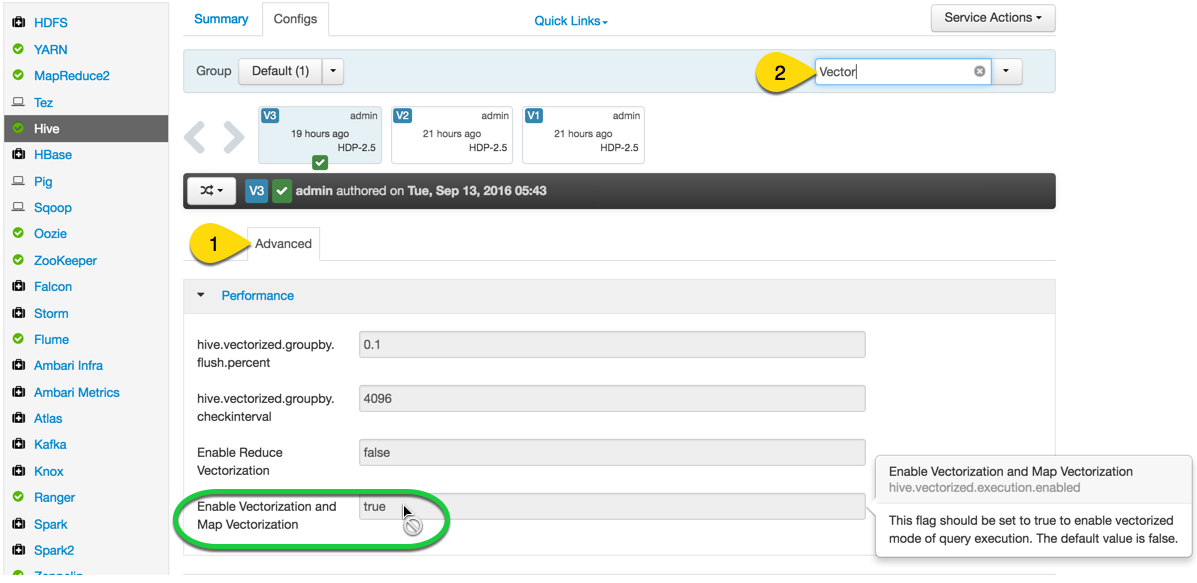 HDFS
YARN
MapReduce2
Tez
Hive
HBase
Pig
Sqoop
Oozie
ZooKeeper
Falcon
Storm
Flume
Ambari Infra
Ambari Metrics
Atlas
Kafka
Knox
Ranger
Spark
Spark2
Summary
Configs
Quick Links
Service Actions
Group
Default (1)
2
Vector
V3
admin
19 hours ago
HDP-2.5
V2
admin
21 hours ago
HDP-2.5
V1
admin
21 hours ago
HDP-2.5
V3
admin authored on Tue, Sep 13, 2016 05:43
1
Advanced
Performance
hive.vectorized.groupby.
flush.percent
0.1
hive.vectorized.groupby.
checkinterval
4096
Enable Reduce
Vectorization
false
Enable Vectorization and
Map Vectorization
true
Enable Vectorization and Map Vectorization
hive.vectorized.execution.enabled
This flag should be set to true to enable vectorized
mode of query execution. The default value is false.